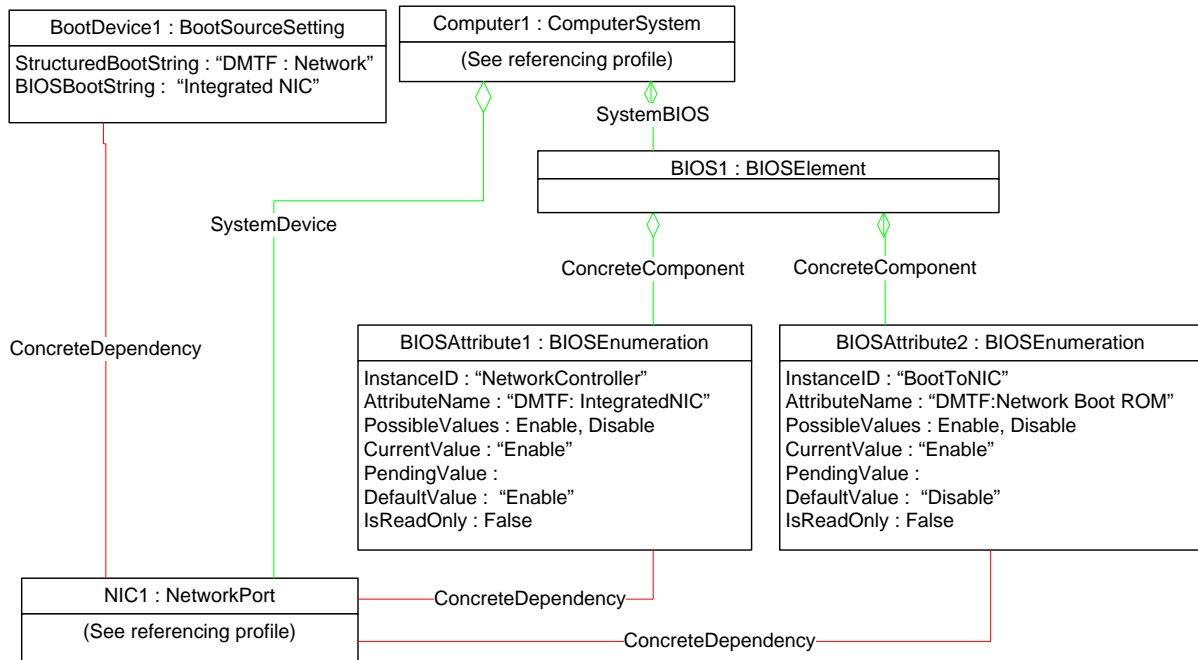 BootDevice1 : BootSourceSetting
StructuredBootString : “DMTF : Network”
BIOSBootString :  “Integrated NIC”
Computer1 : ComputerSystem
(See referencing profile)
SystemBIOS
BIOS1 : BIOSElement
SystemDevice
ConcreteComponent
ConcreteComponent
ConcreteDependency
BIOSAttribute1 : BIOSEnumeration
InstanceID : “NetworkController”
AttributeName : “DMTF: IntegratedNIC”
PossibleValues : Enable, Disable
CurrentValue : “Enable”
PendingValue :
DefaultValue :  “Enable”
IsReadOnly : False
BIOSAttribute2 : BIOSEnumeration
InstanceID : “BootToNIC”
AttributeName : “DMTF:Network Boot ROM”
PossibleValues : Enable, Disable
CurrentValue : “Enable”
PendingValue :
DefaultValue :  “Disable”
IsReadOnly : False
NIC1 : NetworkPort
(See referencing profile)
ConcreteDependency
ConcreteDependency